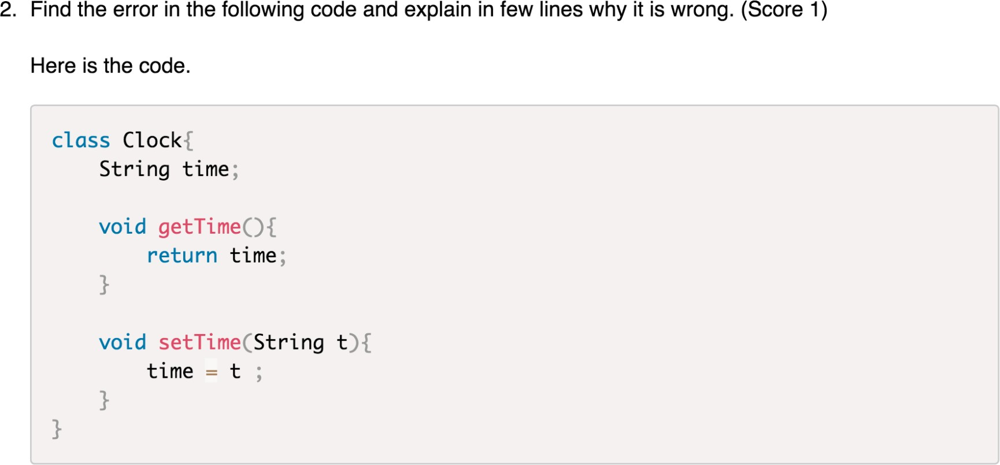 2. Find the error in the following code and explain in few lines why it is wrong. (Score 1)
Here is the code.
class Clock{
    String time;
    void getTime(){
        return time;
    }
    void setTime(String t){
        time = t ;
    }
}